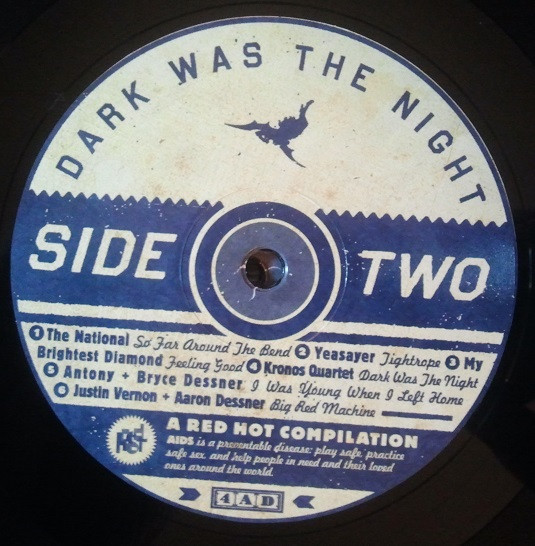 DARK WAS THE NIGHT
SIDE TWO
1 The National So Far Around The Bend 2 Yeasayer Tightrope 3 My
Brightest Diamond Feeling Good 4 Kronos Quartet Dark Was The Night
5 Antony + Bryce Dessner I Was Young When I Left Home
6 Justin Vernon + Aaron Dessner Big Red Machine
A RED HOT COMPILATION
AIDS is a preventable disease: play safe, practice
safe sex, and help people in need and their loved
ones around the world.
4AD